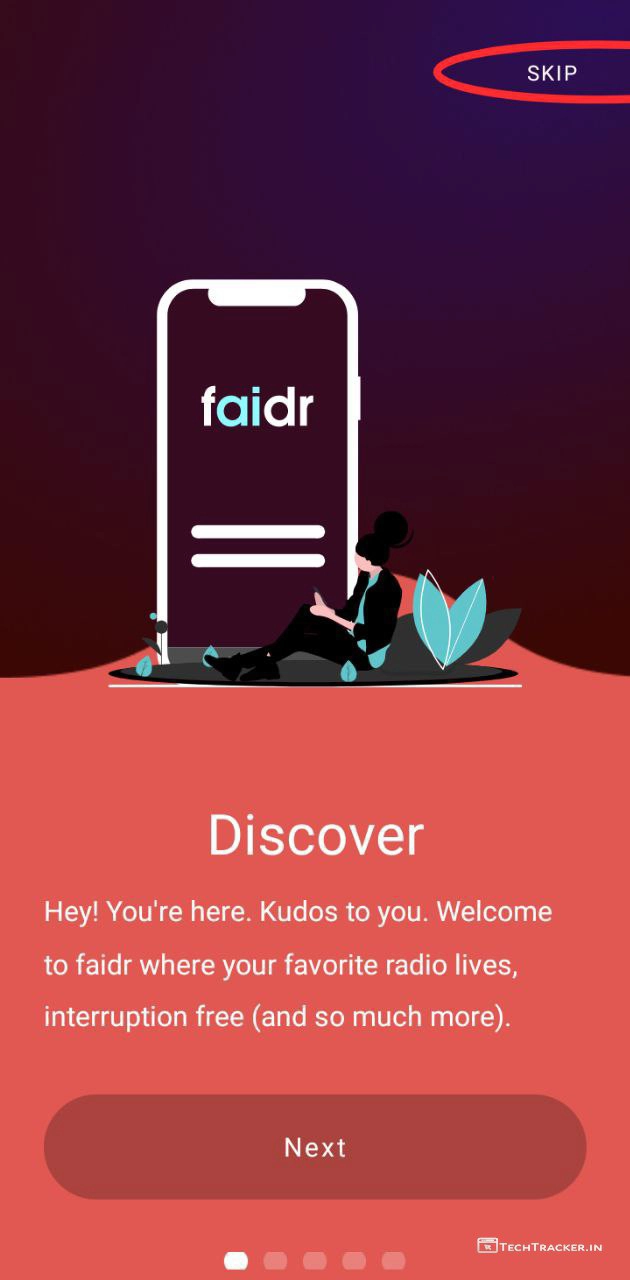 SKIP
faidr
Discover
Hey! You're here. Kudos to you. Welcome
to faidr where your favorite radio lives,
interruption free (and so much more).
Next
TECHTRACKER.IN